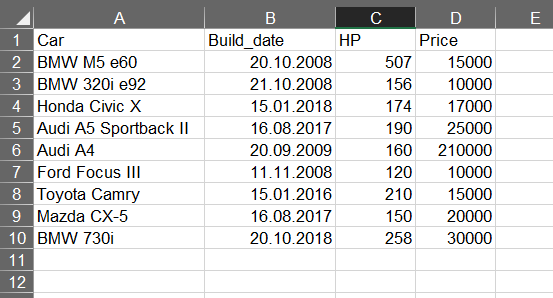 A B C D E
1 Car Build_date HP Price
2 BMW M5 e60 20.10.2008 507 15000
3 BMW 320i e92 21.10.2008 156 10000
4 Honda Civic X 15.01.2018 174 17000
5 Audi A5 Sportback II 16.08.2017 190 25000
6 Audi A4 20.09.2009 160 210000
7 Ford Focus III 11.11.2008 120 10000
8 Toyota Camry 15.01.2016 210 15000
9 Mazda CX-5 16.08.2017 150 20000
10 BMW 730i 20.10.2018 258 30000
11
12